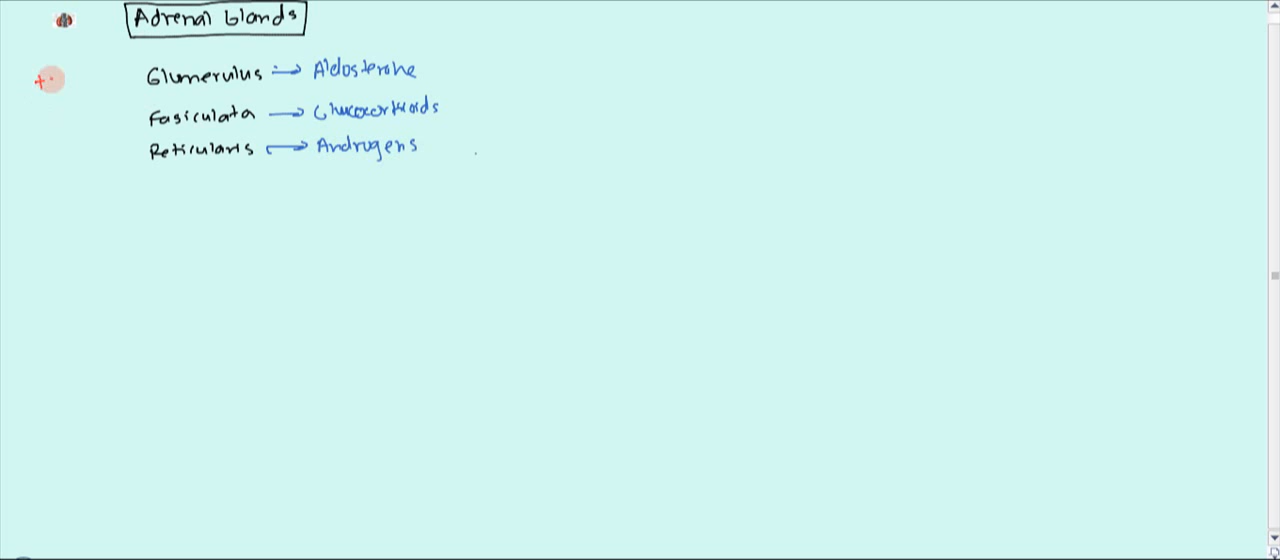 Adrenal Glands
Glumerulus → Aldosterone
Fasiculata → Glucocorticoids
Reticularis → Androgens